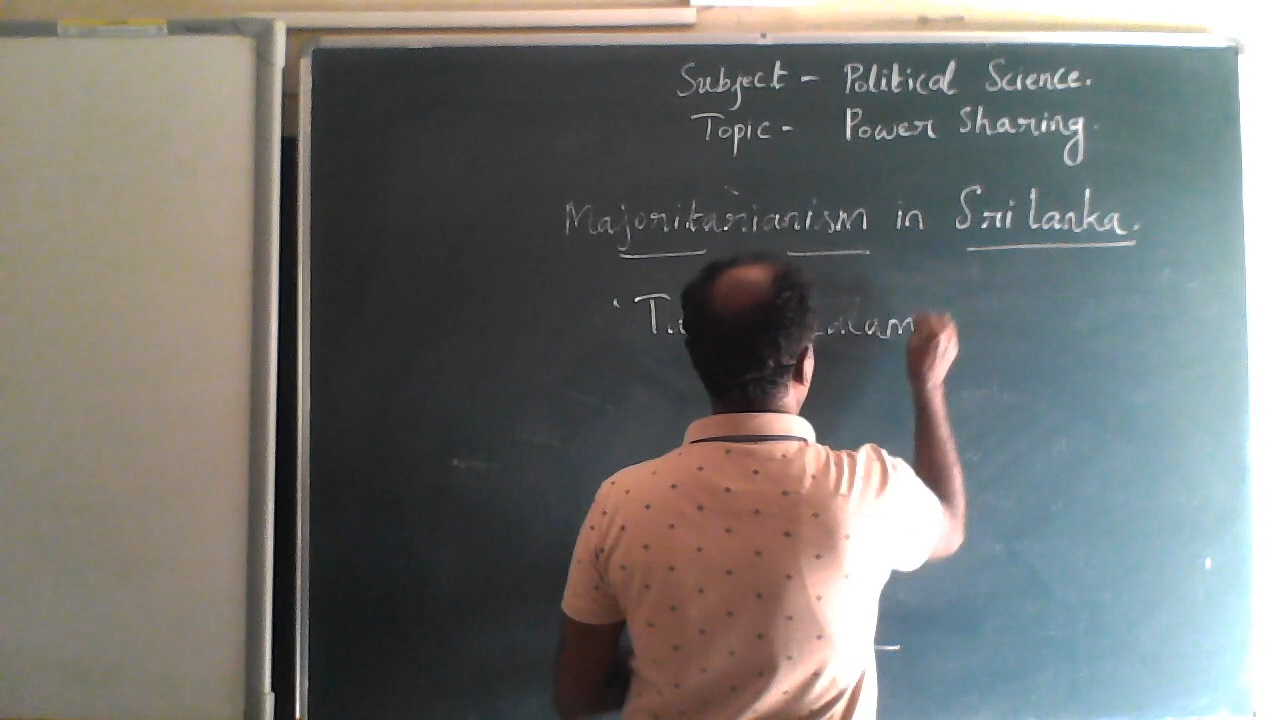 Subject - Political Science.
Topic - Power Sharing.
Majoritarianism in Sri Lanka.